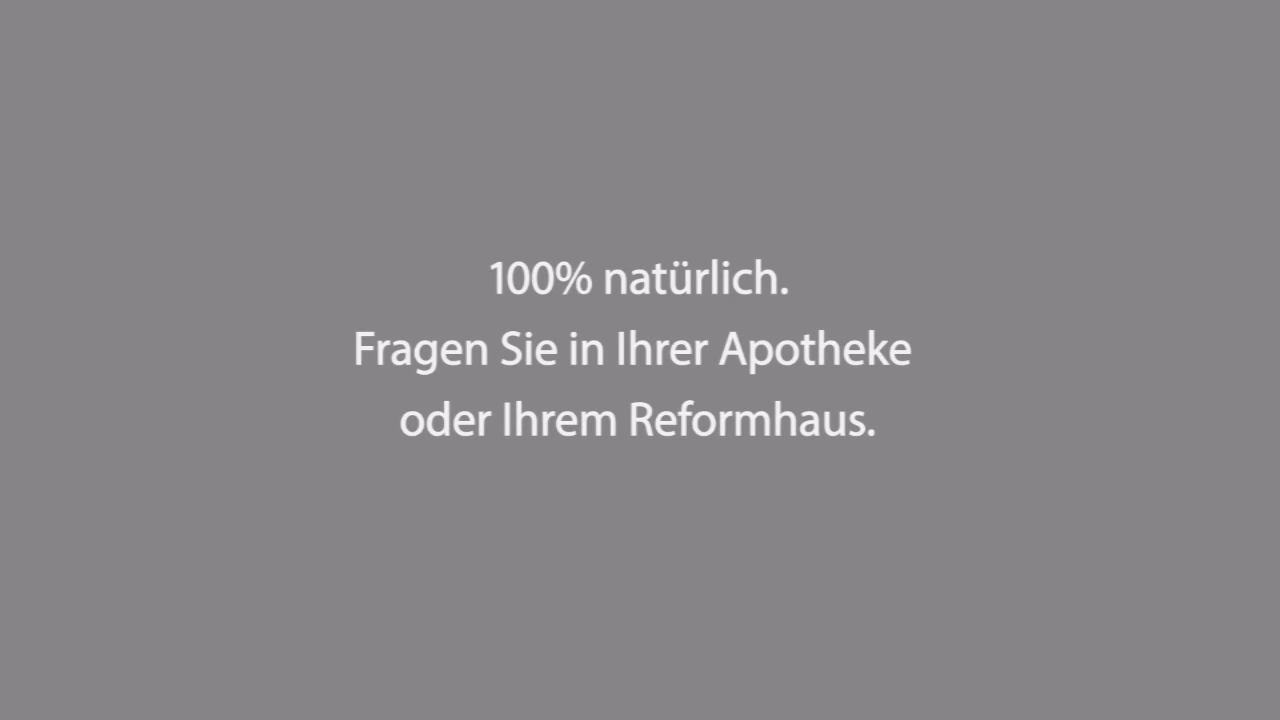 100% natürlich.
Fragen Sie in Ihrer Apotheke
oder Ihrem Reformhaus.